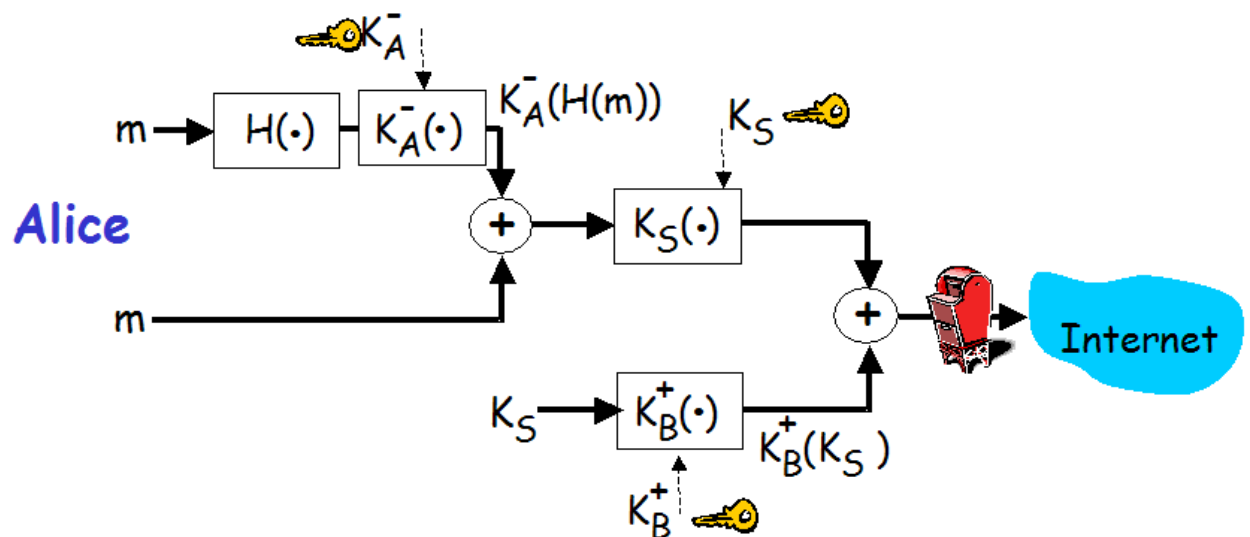 K_A^-
K_A^-(H(m))
m
H(·)
K_A^-(·)
K_S
Alice
+
K_S(·)
m
+
Internet
K_S
K_B^+(·)
K_B^+(K_S)
K_B^+